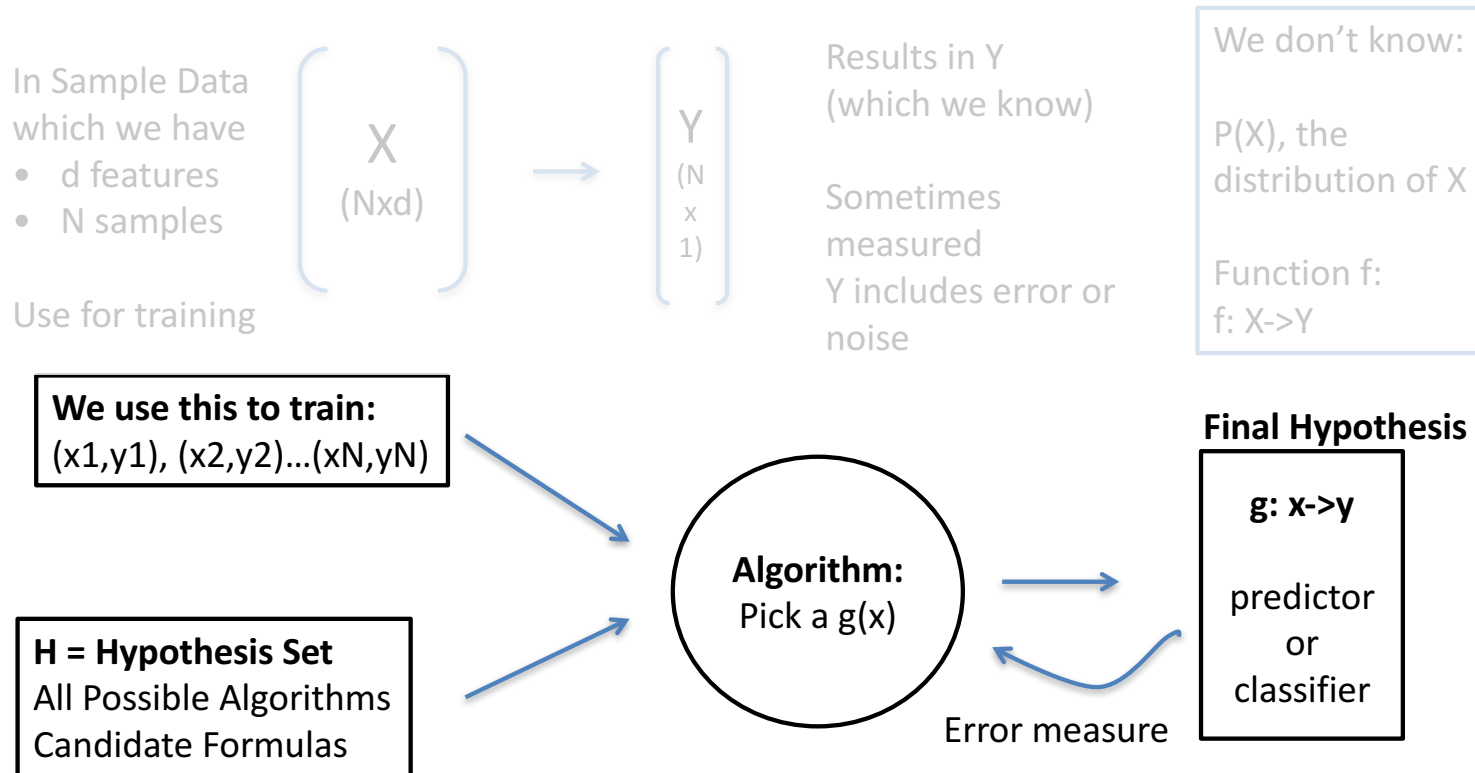 In Sample Data
which we have
• d features
• N samples
Use for training
X
(Nxd)
Y
(N
x
1)
Results in Y
(which we know)
Sometimes
measured
Y includes error or
noise
We don’t know:
P(X), the
distribution of X
Function f:
f: X->Y
We use this to train:
(x1,y1), (x2,y2)...(xN,yN)
H = Hypothesis Set
All Possible Algorithms
Candidate Formulas
Algorithm:
Pick a g(x)
Error measure
Final Hypothesis
g: x->y
predictor
or
classifier